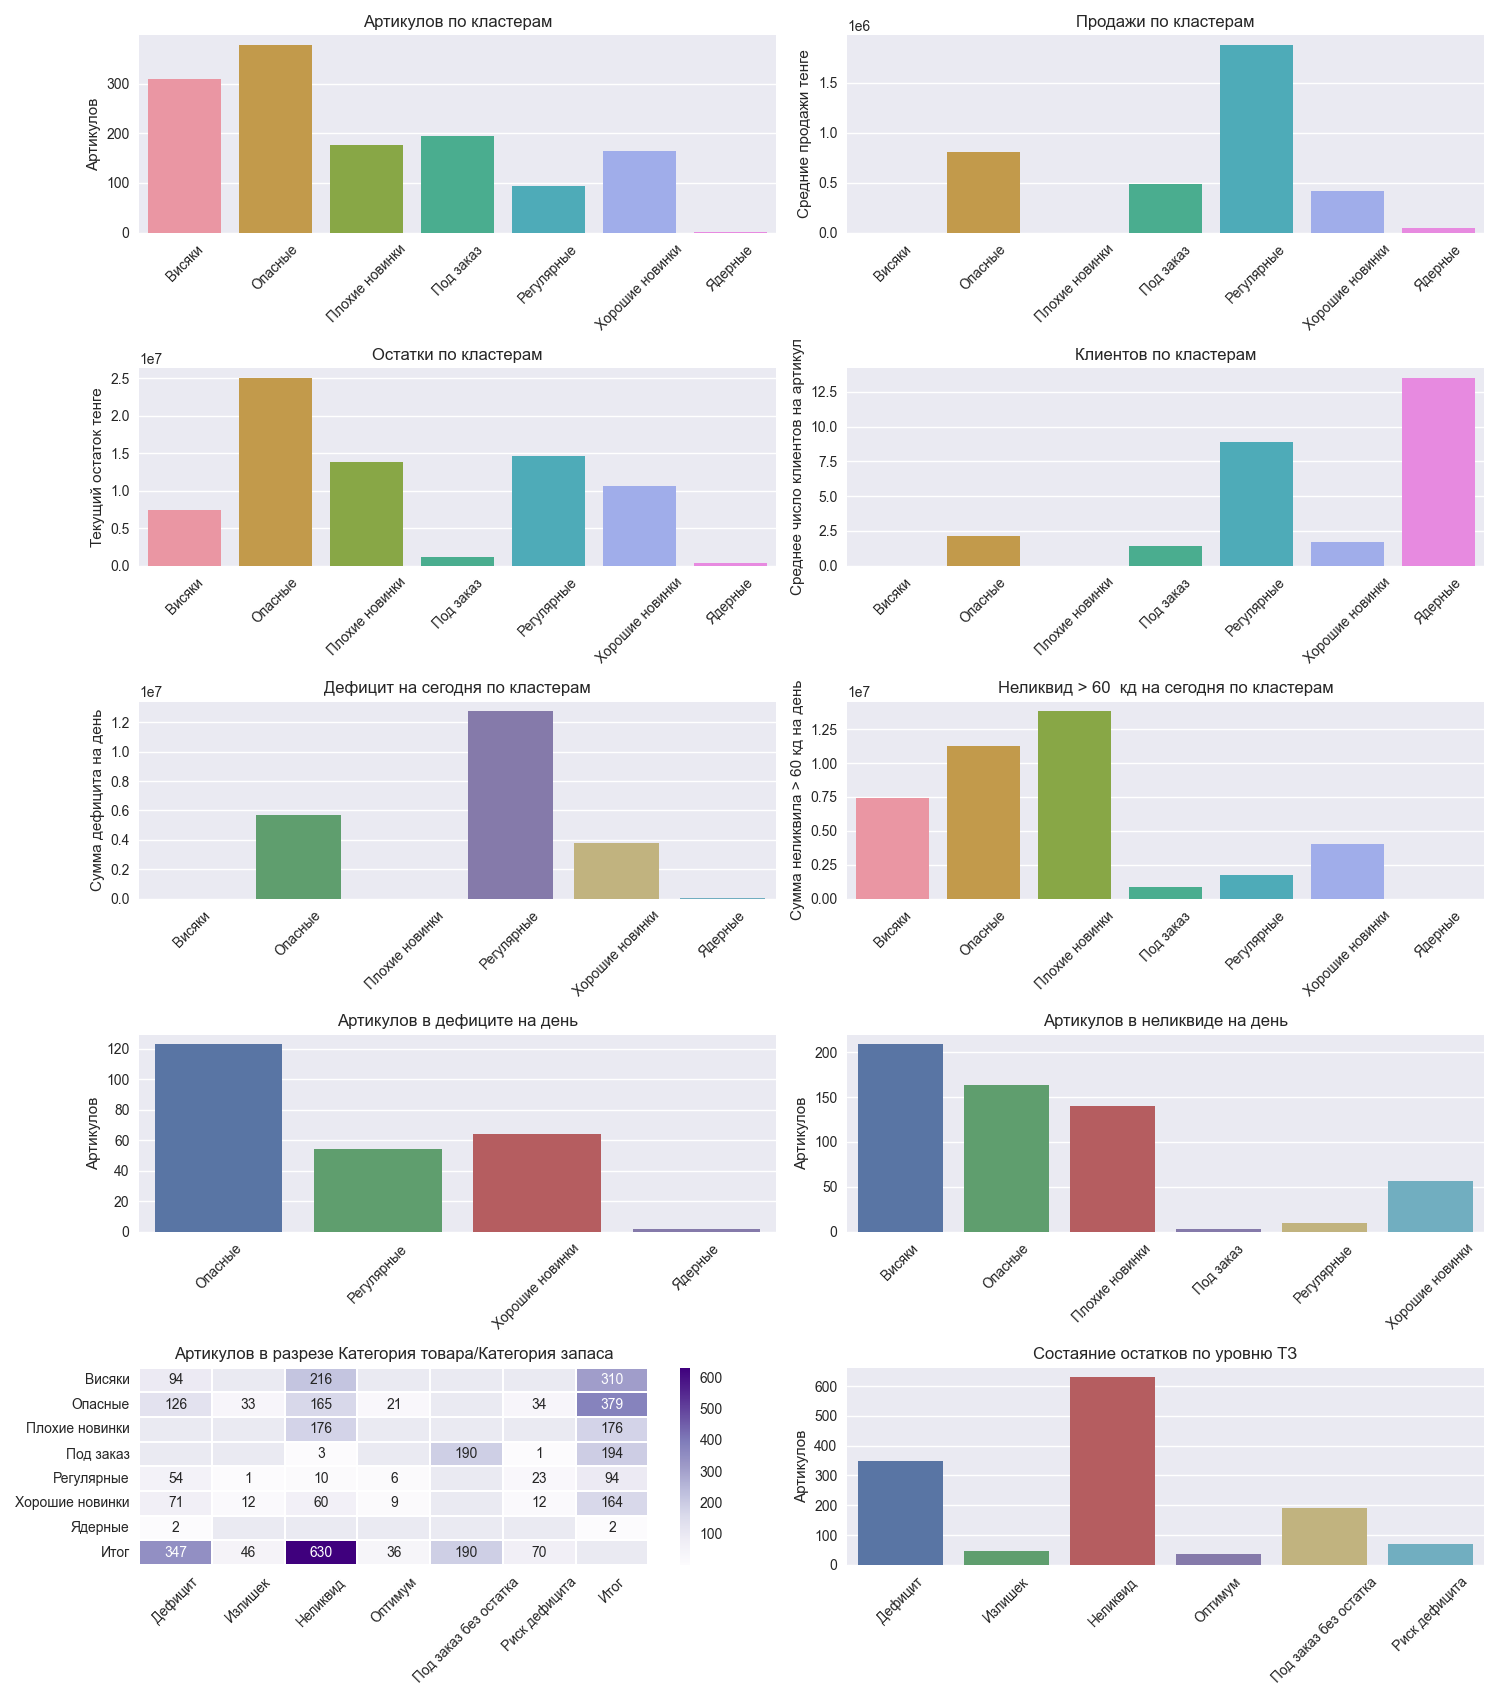 Артикулов по кластерам
Артикулов
300
200
100
0
Висяки
Опасные
Плохие новинки
Под заказ
Регулярные
Хорошие новинки
Ядерные
Продажи по кластерам
1e6
Средние продажи тенге
1.5
1.0
0.5
0.0
Висяки
Опасные
Плохие новинки
Под заказ
Регулярные
Хорошие новинки
Ядерные
Остатки по кластерам
1e7
Текущий остаток тенге
2.5
2.0
1.5
1.0
0.5
0.0
Висяки
Опасные
Плохие новинки
Под заказ
Регулярные
Хорошие новинки
Ядерные
Клиентов по кластерам
Среднее число клиентов на артикул
12.5
10.0
7.5
5.0
2.5
0.0
Висяки
Опасные
Плохие новинки
Под заказ
Регулярные
Хорошие новинки
Ядерные
Дефицит на сегодня по кластерам
1e7
Сумма дефицита на день
1.2
1.0
0.8
0.6
0.4
0.2
0.0
Висяки
Опасные
Плохие новинки
Регулярные
Хорошие новинки
Ядерные
Неликвид > 60  кд на сегодня по кластерам
1e7
Сумма неликвила > 60 кд на день
1.25
1.00
0.75
0.50
0.25
0.00
Висяки
Опасные
Плохие новинки
Под заказ
Регулярные
Хорошие новинки
Ядерные
Артикулов в дефиците на день
Артикулов
120
100
80
60
40
20
0
Опасные
Регулярные
Хорошие новинки
Ядерные
Артикулов в неликвиде на день
Артикулов
200
150
100
50
0
Висяки
Опасные
Плохие новинки
Под заказ
Регулярные
Хорошие новинки
Артикулов в разрезе Категория товара/Категория запаса
Висяки 94 216 310
Опасные 126 33 165 21 34 379
Плохие новинки 176 176
Под заказ 3 190 1 194
Регулярные 54 1 10 6 23 94
Хорошие новинки 71 12 60 9 12 164
Ядерные 2 2
Итог 347 46 630 36 190 70
Дефицит
Излишек
Неликвид
Оптимум
Под заказ без остатка
Риск дефицита
Итог
600
500
400
300
200
100
Состаяние остатков по уровню ТЗ
Артикулов
600
500
400
300
200
100
0
Дефицит
Излишек
Неликвид
Оптимум
Под заказ без остатка
Риск дефицита